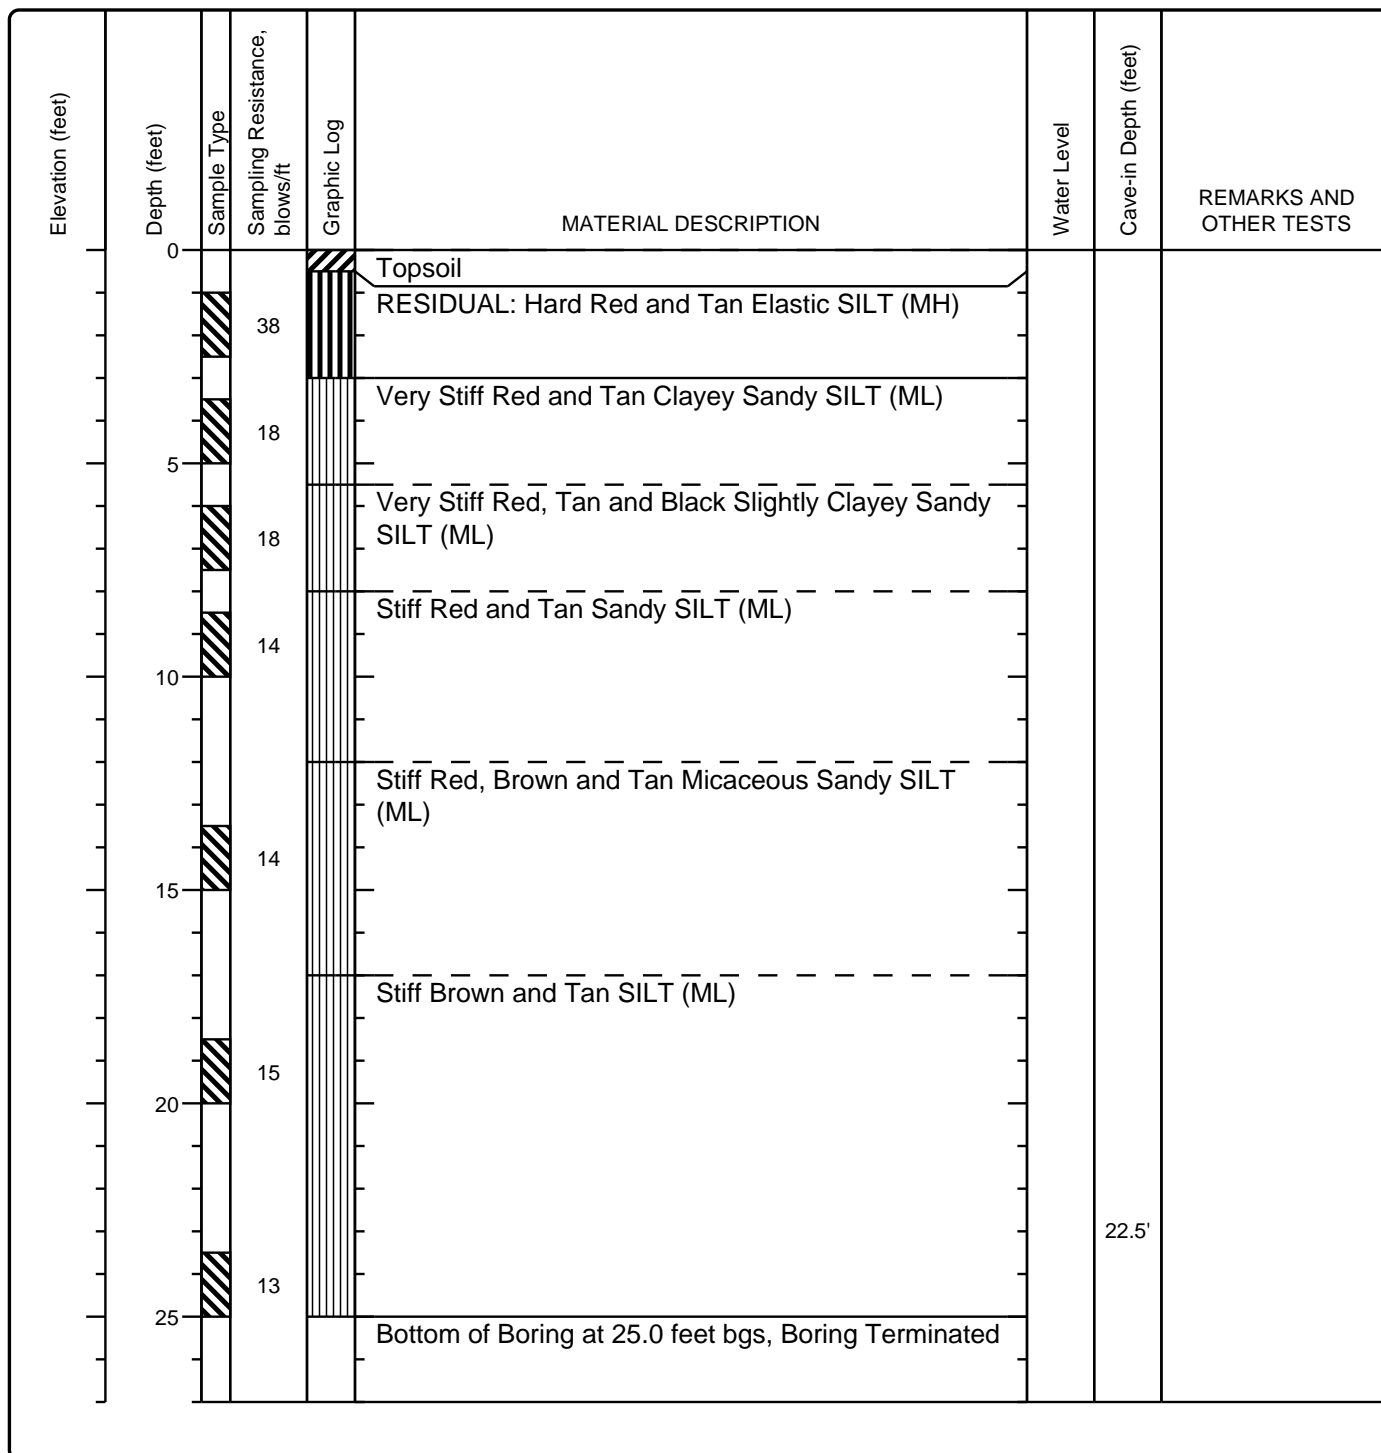 Elevation (feet)
Depth (feet)
Sample Type
Sampling Resistance,
blows/ft
Graphic Log
MATERIAL DESCRIPTION
Water Level
Cave-in Depth (feet)
REMARKS AND
OTHER TESTS
0
Topsoil
RESIDUAL: Hard Red and Tan Elastic SILT (MH)
38
Very Stiff Red and Tan Clayey Sandy SILT (ML)
18
5
Very Stiff Red, Tan and Black Slightly Clayey Sandy
SILT (ML)
18
Stiff Red and Tan Sandy SILT (ML)
14
10
Stiff Red, Brown and Tan Micaceous Sandy SILT
(ML)
14
15
Stiff Brown and Tan SILT (ML)
15
20
22.5'
13
25
Bottom of Boring at 25.0 feet bgs, Boring Terminated